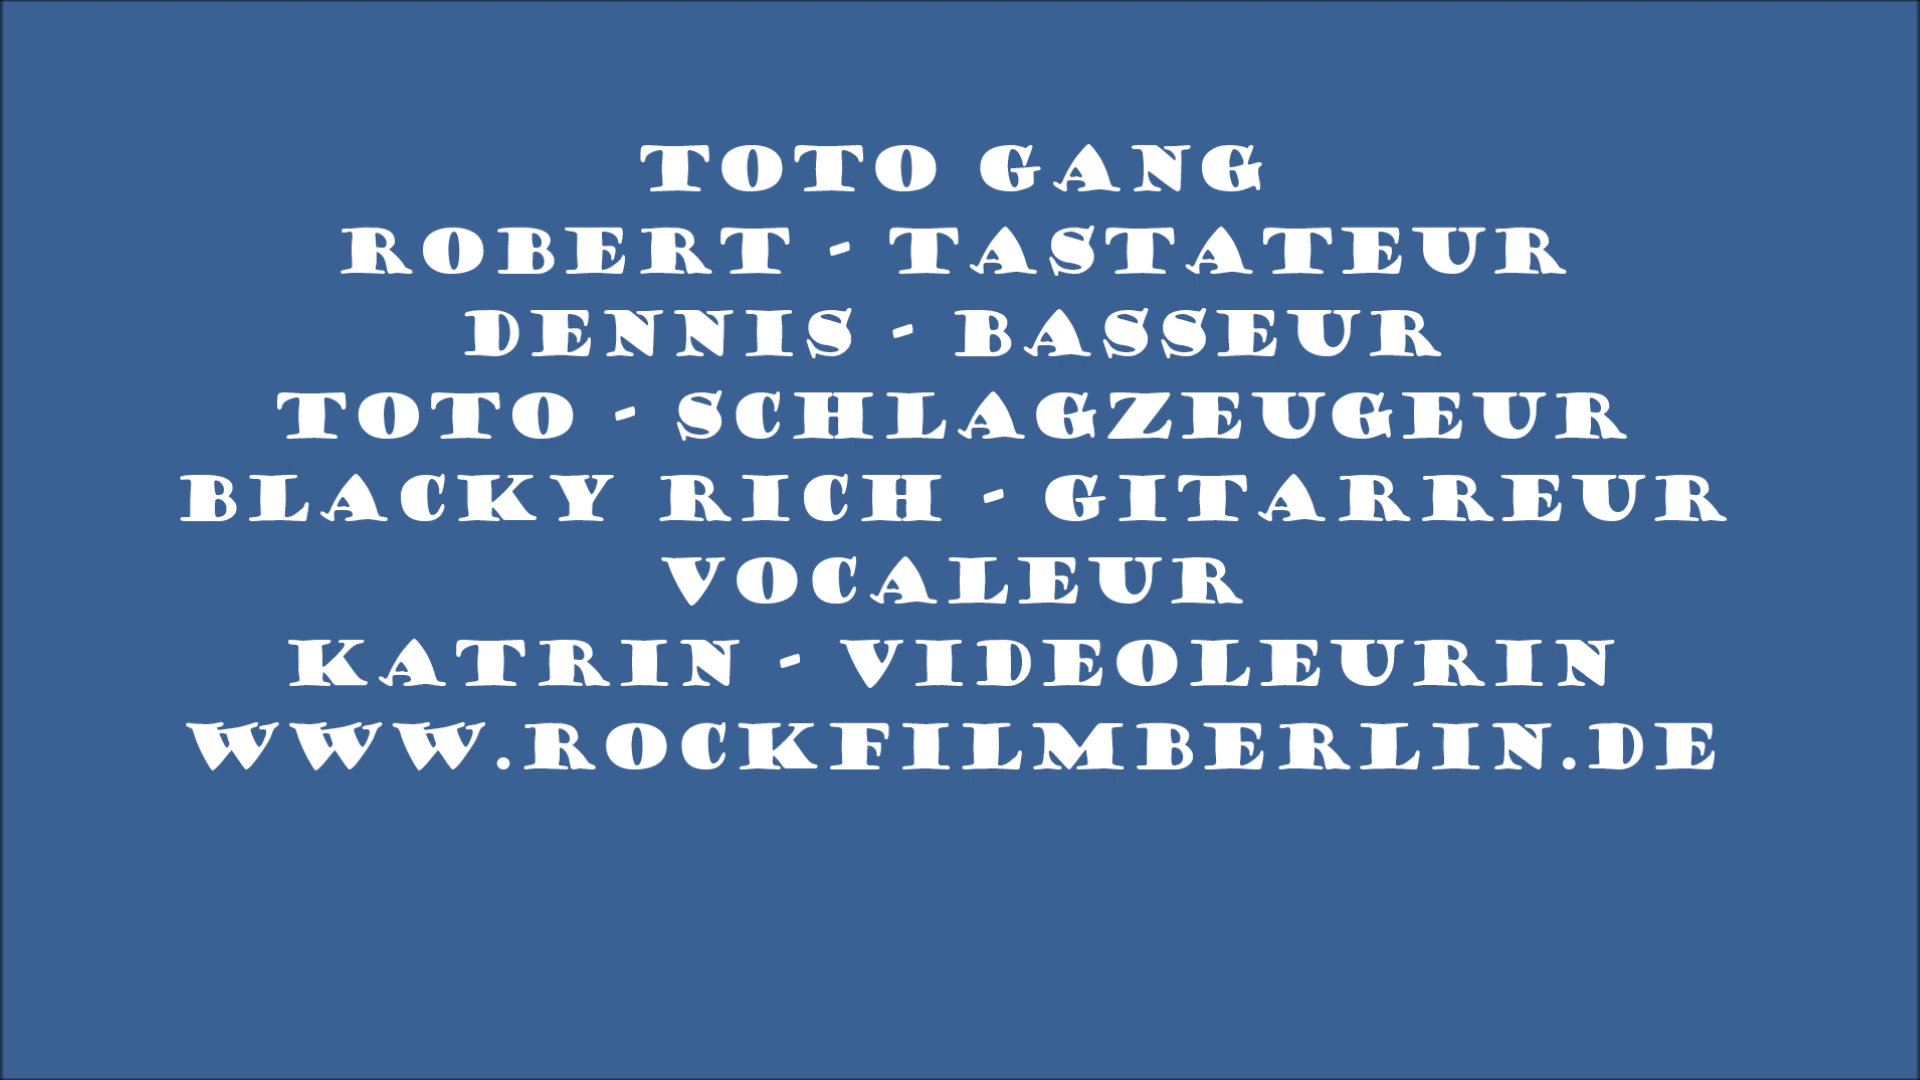 TOTO GANG
ROBERT - TASTATEUR
DENNIS - BASSEUR
TOTO - SCHLAGZEUGEUR
BLACKY RICH - GITARREUR
VOCALEUR
KATRIN - VIDEOLEURIN
WWW.ROCKFILMBERLIN.DE